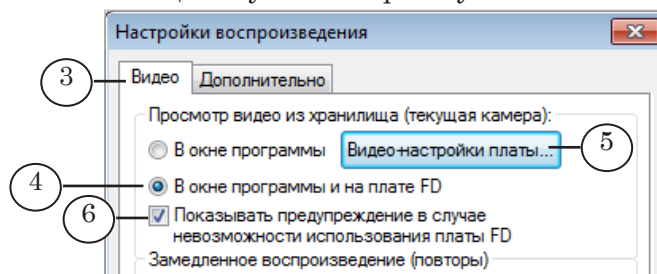 Настройки воспроизведения
3
Видео Дополнительно
Просмотр видео из хранилища (текущая камера):
В окне программы Видео-настройки платы... 5
4 В окне программы и на плате FD
6 Показывать предупреждение в случае
невозможности использования платы FD
Замедленное воспроизведение (повторы)